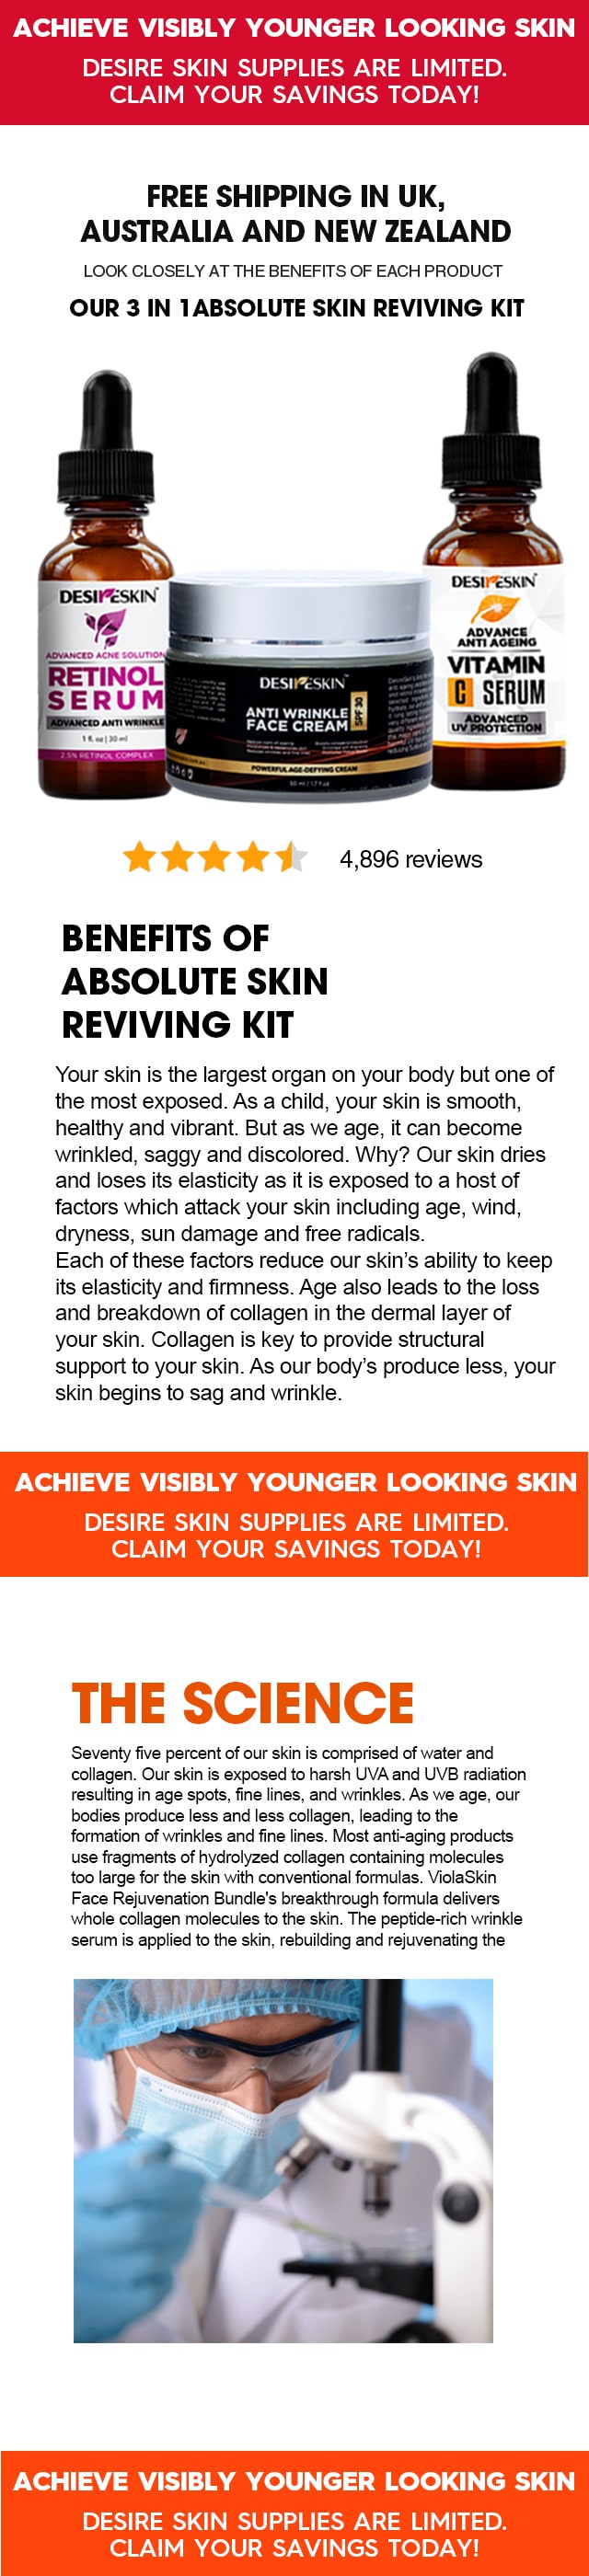 ACHIEVE VISIBLY YOUNGER LOOKING SKIN
DESIRE SKIN SUPPLIES ARE LIMITED.
CLAIM YOUR SAVINGS TODAY!
FREE SHIPPING IN UK,
AUSTRALIA AND NEW ZEALAND
LOOK CLOSELY AT THE BENEFITS OF EACH PRODUCT
OUR 3 IN 1 ABSOLUTE SKIN REVIVING KIT
DESIRESKIN
ADVANCED ACNE SOLUTION
RETINOL
SERUM
ADVANCED ANTI WRINKLE
1 fl. oz | 30 ml
2.5% RETINOL COMPLEX
DESIRESKIN
ANTI WRINKLE
FACE CREAM
SPF 30
POWERFUL AGE-DEFYING CREAM
50 ml / 1.7 fl oz
DESIRESKIN
ADVANCE
ANTI AGEING
VITAMIN
C SERUM
ADVANCED
UV PROTECTION
4,896 reviews
BENEFITS OF
ABSOLUTE SKIN
REVIVING KIT
Your skin is the largest organ on your body but one of
the most exposed. As a child, your skin is smooth,
healthy and vibrant. But as we age, it can become
wrinkled, saggy and discolored. Why? Our skin dries
and loses its elasticity as it is exposed to a host of
factors which attack your skin including age, wind,
dryness, sun damage and free radicals.
Each of these factors reduce our skin's ability to keep
its elasticity and firmness. Age also leads to the loss
and breakdown of collagen in the dermal layer of
your skin. Collagen is key to provide structural
support to your skin. As our body's produce less, your
skin begins to sag and wrinkle.
ACHIEVE VISIBLY YOUNGER LOOKING SKIN
DESIRE SKIN SUPPLIES ARE LIMITED.
CLAIM YOUR SAVINGS TODAY!
THE SCIENCE
Seventy five percent of our skin is comprised of water and
collagen. Our skin is exposed to harsh UVA and UVB radiation
resulting in age spots, fine lines, and wrinkles. As we age, our
bodies produce less and less collagen, leading to the
formation of wrinkles and fine lines. Most anti-aging products
use fragments of hydrolyzed collagen containing molecules
too large for the skin with conventional formulas. ViolaSkin
Face Rejuvenation Bundle's breakthrough formula delivers
whole collagen molecules to the skin. The peptide-rich wrinkle
serum is applied to the skin, rebuilding and rejuvenating the
ACHIEVE VISIBLY YOUNGER LOOKING SKIN
DESIRE SKIN SUPPLIES ARE LIMITED.
CLAIM YOUR SAVINGS TODAY!